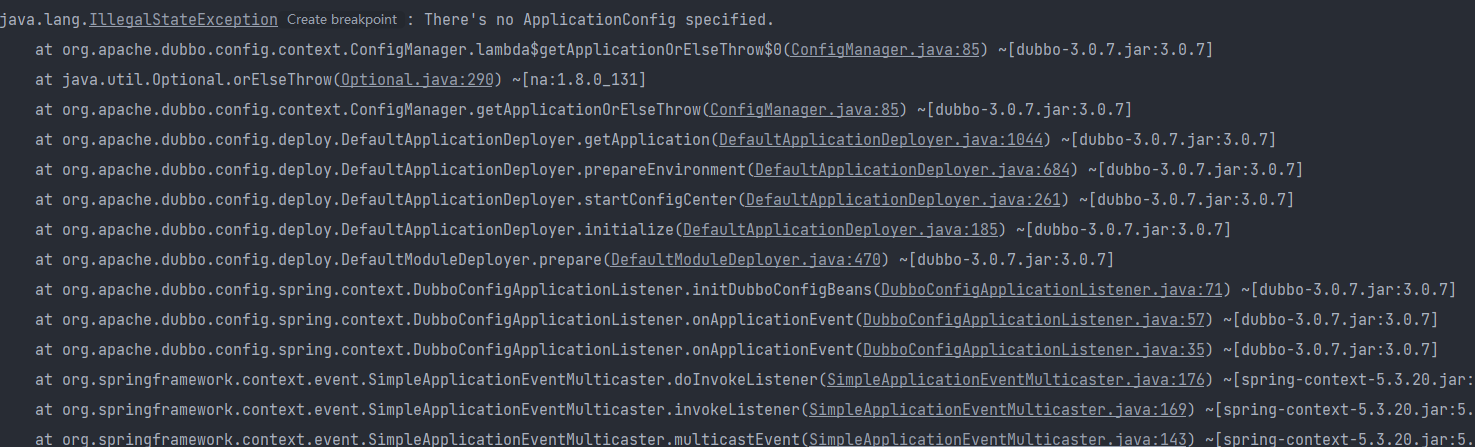 java.lang.IllegalStateException Create breakpoint : There's no ApplicationConfig specified.
at org.apache.dubbo.config.context.ConfigManager.lambda$getApplicationOrElseThrow$0(ConfigManager.java:85) ~[dubbo-3.0.7.jar:3.0.7]
at java.util.Optional.orElseThrow(Optional.java:290) ~[na:1.8.0_131]
at org.apache.dubbo.config.context.ConfigManager.getApplicationOrElseThrow(ConfigManager.java:85) ~[dubbo-3.0.7.jar:3.0.7]
at org.apache.dubbo.config.deploy.DefaultApplicationDeployer.getApplication(DefaultApplicationDeployer.java:1044) ~[dubbo-3.0.7.jar:3.0.7]
at org.apache.dubbo.config.deploy.DefaultApplicationDeployer.prepareEnvironment(DefaultApplicationDeployer.java:684) ~[dubbo-3.0.7.jar:3.0.7]
at org.apache.dubbo.config.deploy.DefaultApplicationDeployer.startConfigCenter(DefaultApplicationDeployer.java:261) ~[dubbo-3.0.7.jar:3.0.7]
at org.apache.dubbo.config.deploy.DefaultApplicationDeployer.initialize(DefaultApplicationDeployer.java:185) ~[dubbo-3.0.7.jar:3.0.7]
at org.apache.dubbo.config.deploy.DefaultModuleDeployer.prepare(DefaultModuleDeployer.java:470) ~[dubbo-3.0.7.jar:3.0.7]
at org.apache.dubbo.config.spring.context.DubboConfigApplicationListener.initDubboConfigBeans(DubboConfigApplicationListener.java:71) ~[dubbo-3.0.7.jar:3.0.7]
at org.apache.dubbo.config.spring.context.DubboConfigApplicationListener.onApplicationEvent(DubboConfigApplicationListener.java:57) ~[dubbo-3.0.7.jar:3.0.7]
at org.apache.dubbo.config.spring.context.DubboConfigApplicationListener.onApplicationEvent(DubboConfigApplicationListener.java:35) ~[dubbo-3.0.7.jar:3.0.7]
at org.springframework.context.event.SimpleApplicationEventMulticaster.doInvokeListener(SimpleApplicationEventMulticaster.java:176) ~[spring-context-5.3.20.jar:
at org.springframework.context.event.SimpleApplicationEventMulticaster.invokeListener(SimpleApplicationEventMulticaster.java:169) ~[spring-context-5.3.20.jar:5.
at org.springframework.context.event.SimpleApplicationEventMulticaster.multicastEvent(SimpleApplicationEventMulticaster.java:143) ~[spring-context-5.3.20.jar:5.